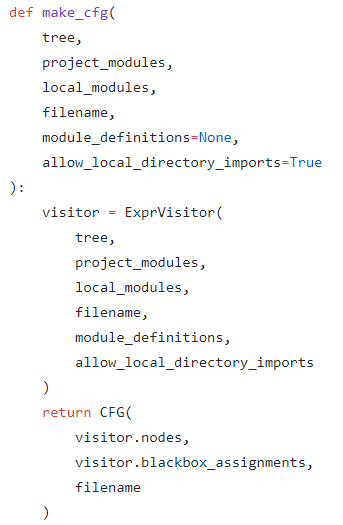 def make_cfg(
    tree,
    project_modules,
    local_modules,
    filename,
    module_definitions=None,
    allow_local_directory_imports=True
):
    visitor = ExprVisitor(
        tree,
        project_modules,
        local_modules,
        filename,
        module_definitions,
        allow_local_directory_imports
    )
    return CFG(
        visitor.nodes,
        visitor.blackbox_assignments,
        filename
    )